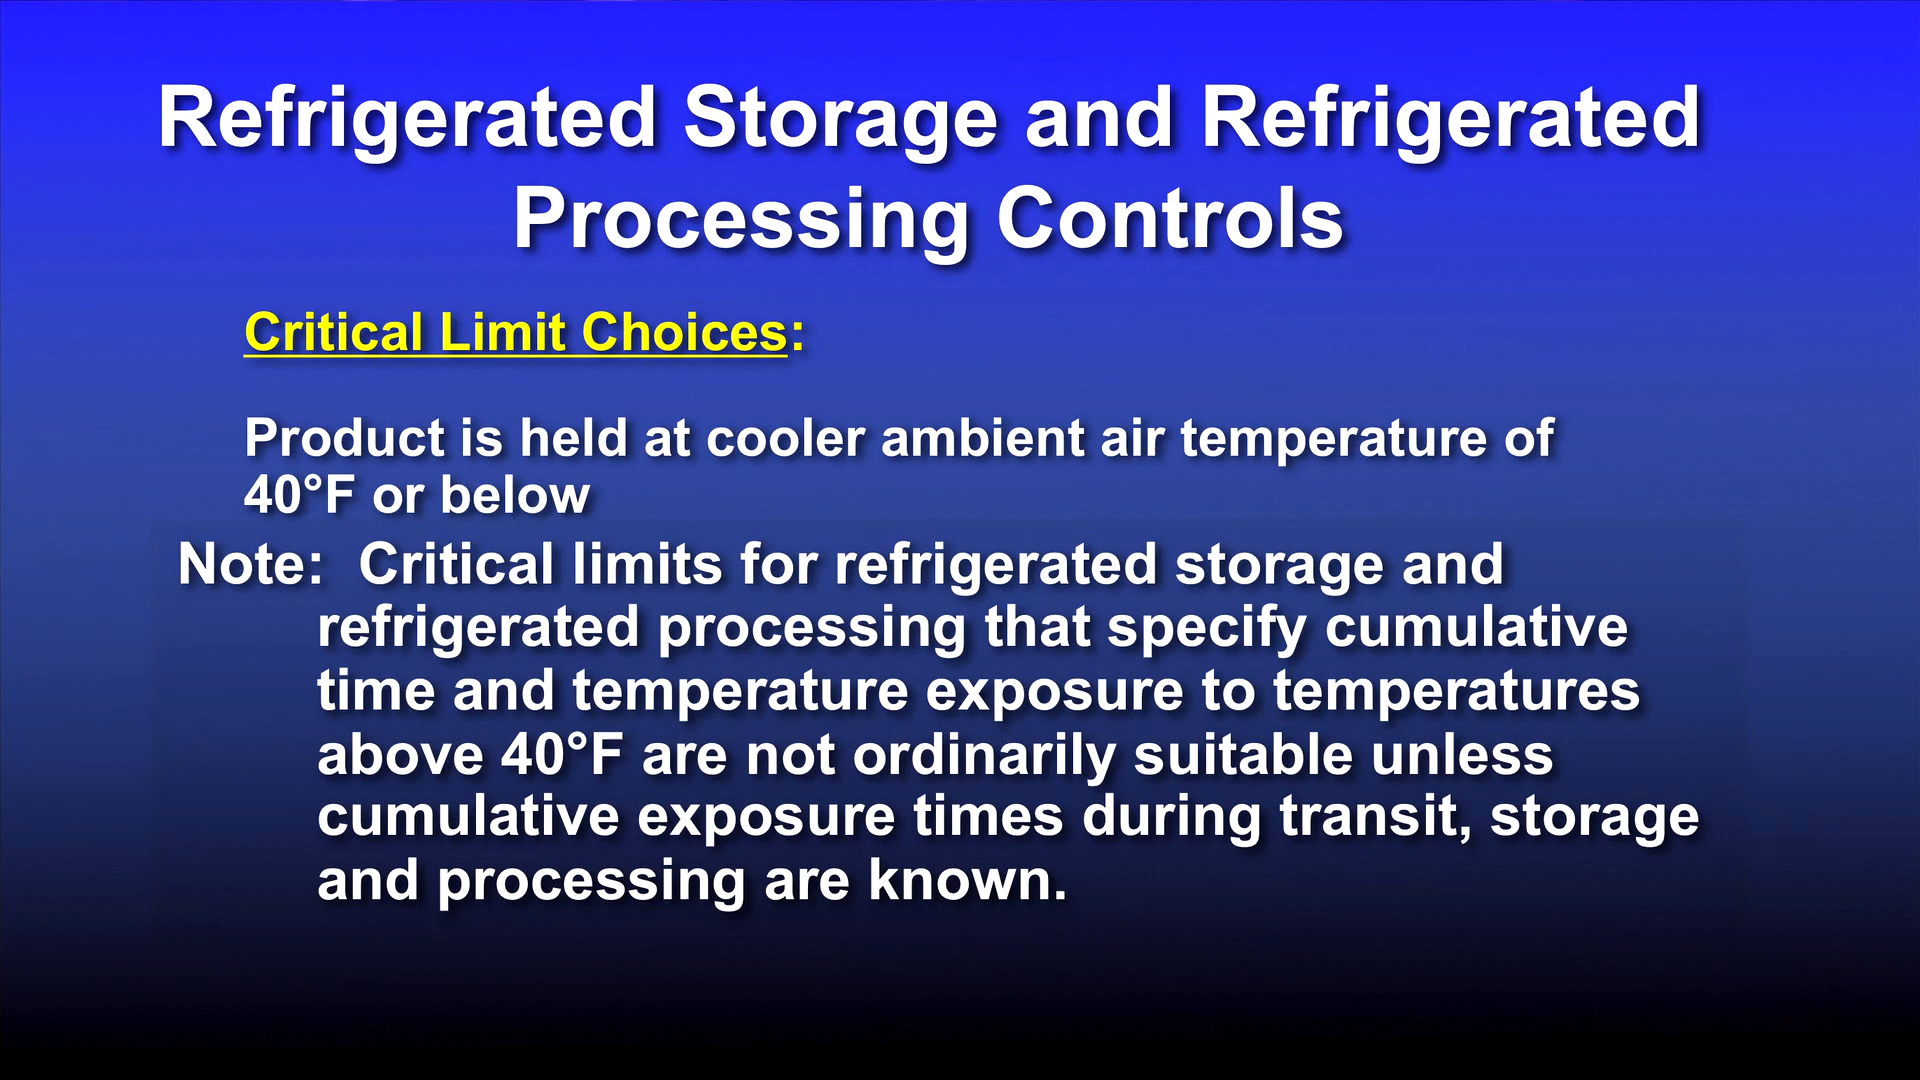 Refrigerated Storage and Refrigerated
Processing Controls
Critical Limit Choices:
Product is held at cooler ambient air temperature of
40°F or below
Note:  Critical limits for refrigerated storage and
refrigerated processing that specify cumulative
time and temperature exposure to temperatures
above 40°F are not ordinarily suitable unless
cumulative exposure times during transit, storage
and processing are known.